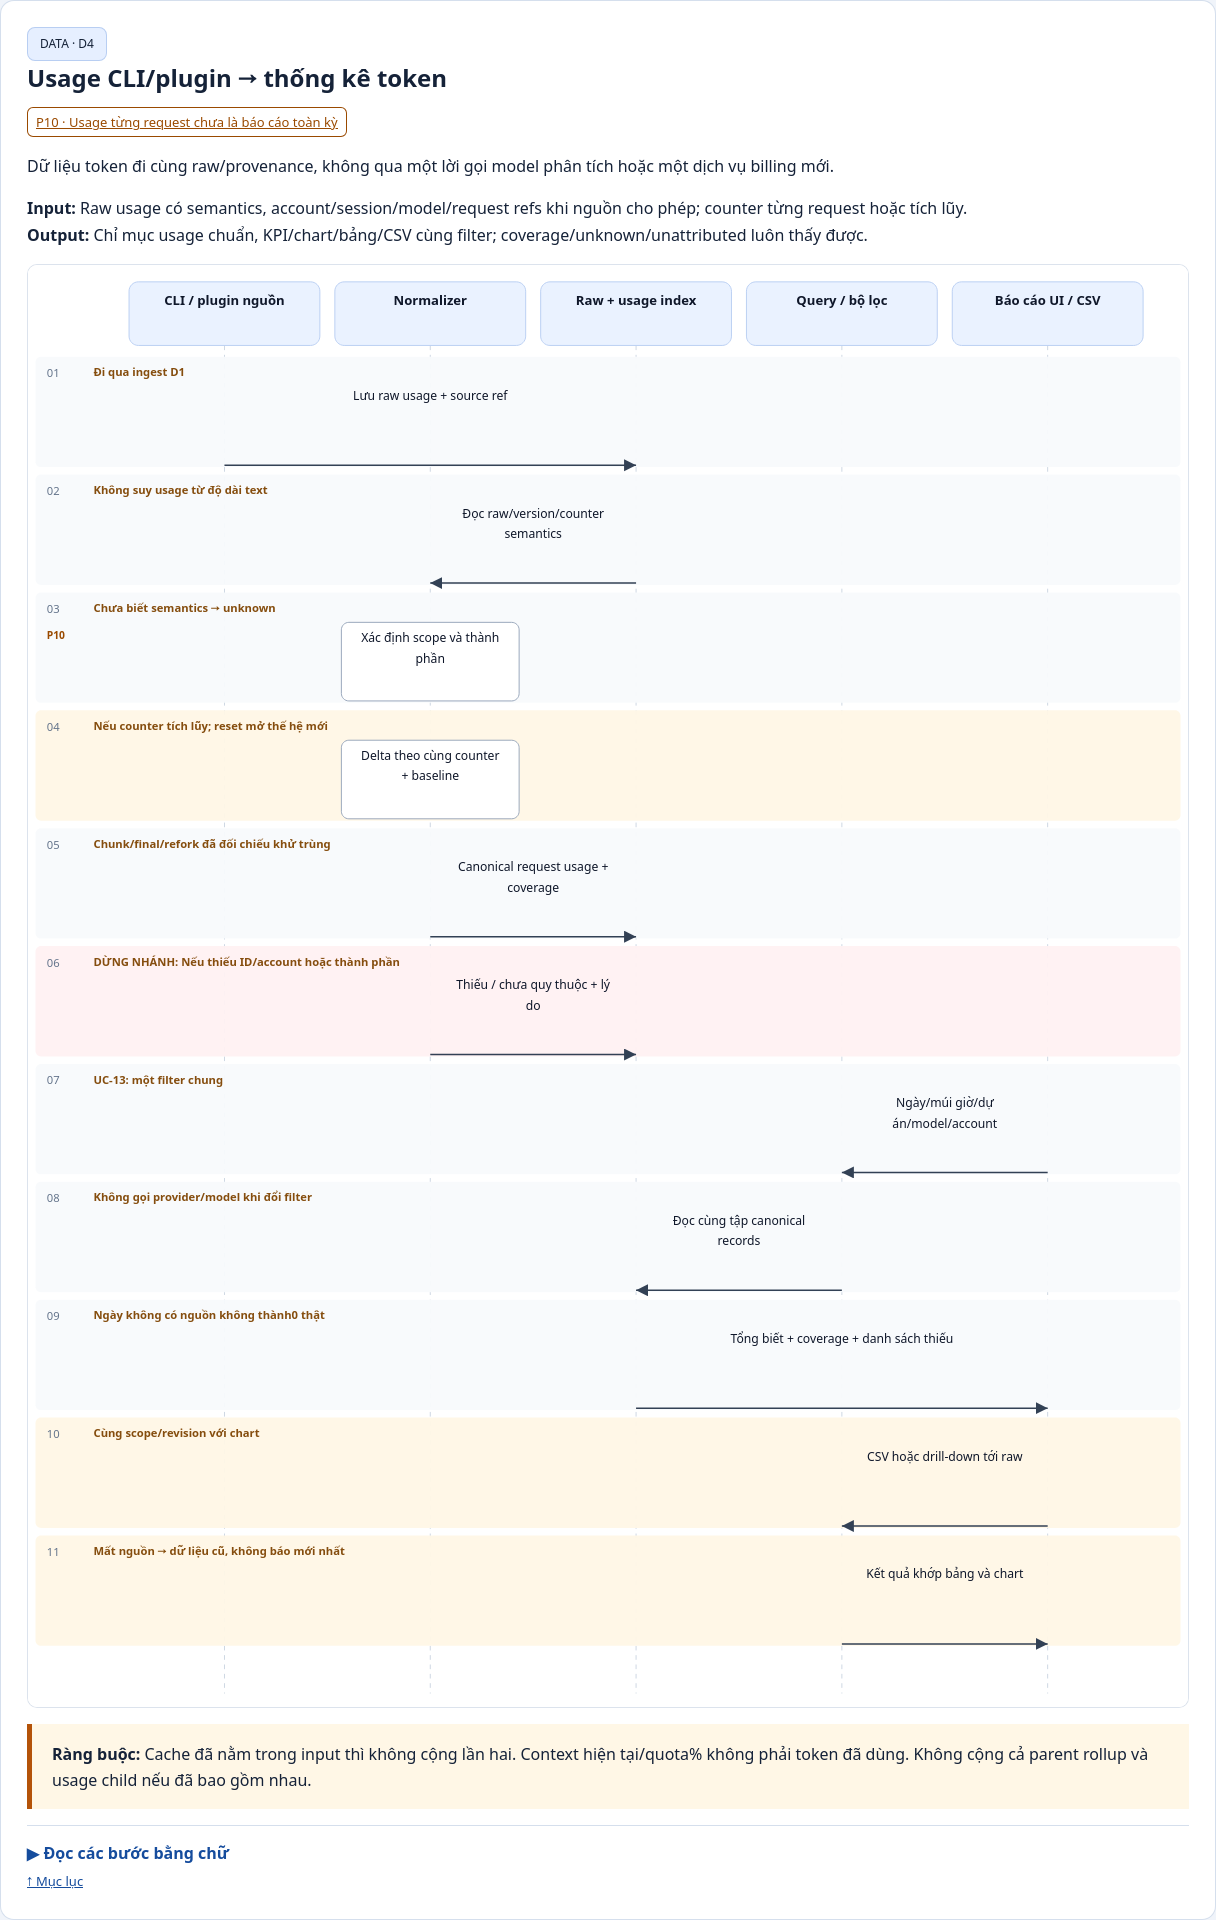 DATA · D4
Usage CLI/plugin → thống kê token
P10 · Usage từng request chưa là báo cáo toàn kỳ
Dữ liệu token đi cùng raw/provenance, không qua một lời gọi model phân tích hoặc một dịch vụ billing mới.
Input: Raw usage có semantics, account/session/model/request refs khi nguồn cho phép; counter từng request hoặc tích lũy.
Output: Chỉ mục usage chuẩn, KPI/chart/bảng/CSV cùng filter; coverage/unknown/unattributed luôn thấy được.
CLI / plugin nguồn
Normalizer
Raw + usage index
Query / bộ lọc
Báo cáo UI / CSV
01
Đi qua ingest D1
Lưu raw usage + source ref
02
Không suy usage từ độ dài text
Đọc raw/version/counter
semantics
03
Chưa biết semantics → unknown
P10
Xác định scope và thành
phần
04
Nếu counter tích lũy; reset mở thế hệ mới
Delta theo cùng counter
+ baseline
05
Chunk/final/refork đã đối chiếu khử trùng
Canonical request usage +
coverage
06
DỪNG NHÁNH: Nếu thiếu ID/account hoặc thành phần
Thiếu / chưa quy thuộc + lý
do
07
UC-13: một filter chung
Ngày/múi giờ/dự
án/model/account
08
Không gọi provider/model khi đổi filter
Đọc cùng tập canonical
records
09
Ngày không có nguồn không thành0 thật
Tổng biết + coverage + danh sách thiếu
10
Cùng scope/revision với chart
CSV hoặc drill-down tới raw
11
Mất nguồn → dữ liệu cũ, không báo mới nhất
Kết quả khớp bảng và chart
Ràng buộc: Cache đã nằm trong input thì không cộng lần hai. Context hiện tại/quota% không phải token đã dùng. Không cộng cả parent rollup và
usage child nếu đã bao gồm nhau.
▶ Đọc các bước bằng chữ
↑ Mục lục